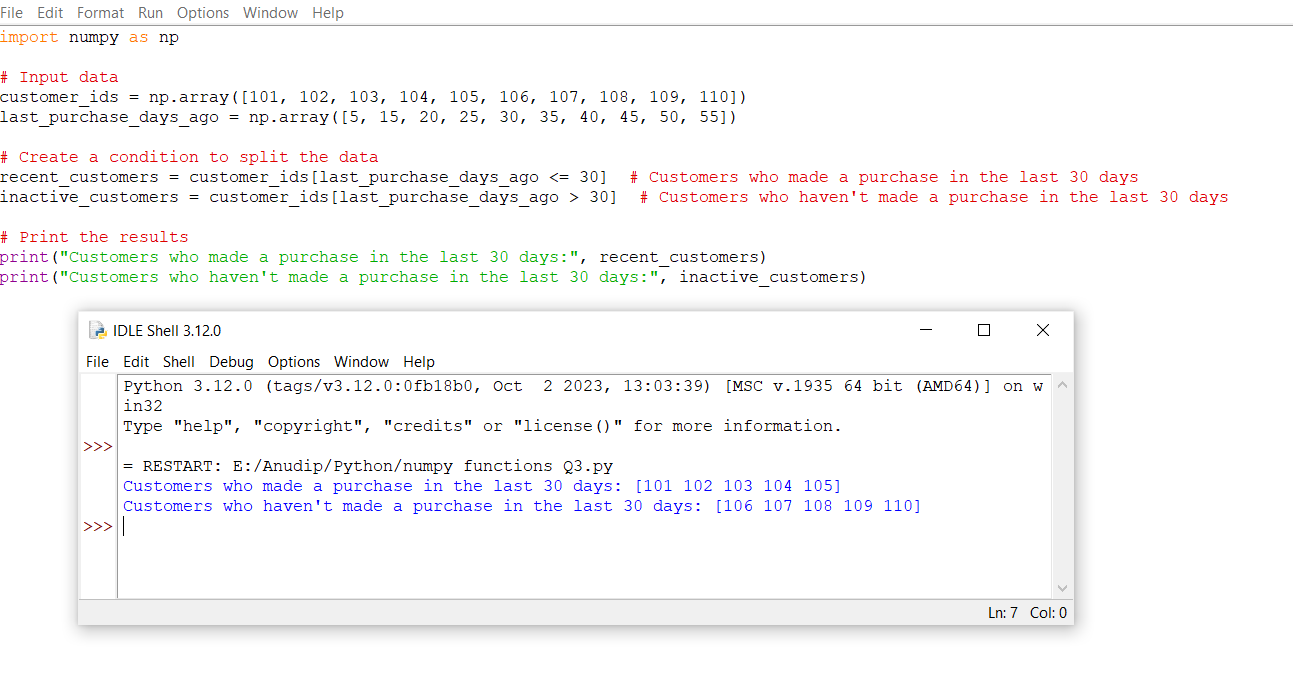 File Edit Format Run Options Window Help
import numpy as np
# Input data
customer_ids = np.array([101, 102, 103, 104, 105, 106, 107, 108, 109, 110])
last_purchase_days_ago = np.array([5, 15, 20, 25, 30, 35, 40, 45, 50, 55])
# Create a condition to split the data
recent_customers = customer_ids[last_purchase_days_ago <= 30]  # Customers who made a purchase in the last 30 days
inactive_customers = customer_ids[last_purchase_days_ago > 30]  # Customers who haven't made a purchase in the last 30 days
# Print the results
print("Customers who made a purchase in the last 30 days:", recent_customers)
print("Customers who haven't made a purchase in the last 30 days:", inactive_customers)
IDLE Shell 3.12.0
File Edit Shell Debug Options Window Help
Python 3.12.0 (tags/v3.12.0:0fb18b0, Oct  2 2023, 13:03:39) [MSC v.1935 64 bit (AMD64)] on w
in32
Type "help", "copyright", "credits" or "license()" for more information.
>>>
= RESTART: E:/Anudip/Python/numpy functions Q3.py
Customers who made a purchase in the last 30 days: [101 102 103 104 105]
Customers who haven't made a purchase in the last 30 days: [106 107 108 109 110]
>>>
Ln: 7 Col: 0